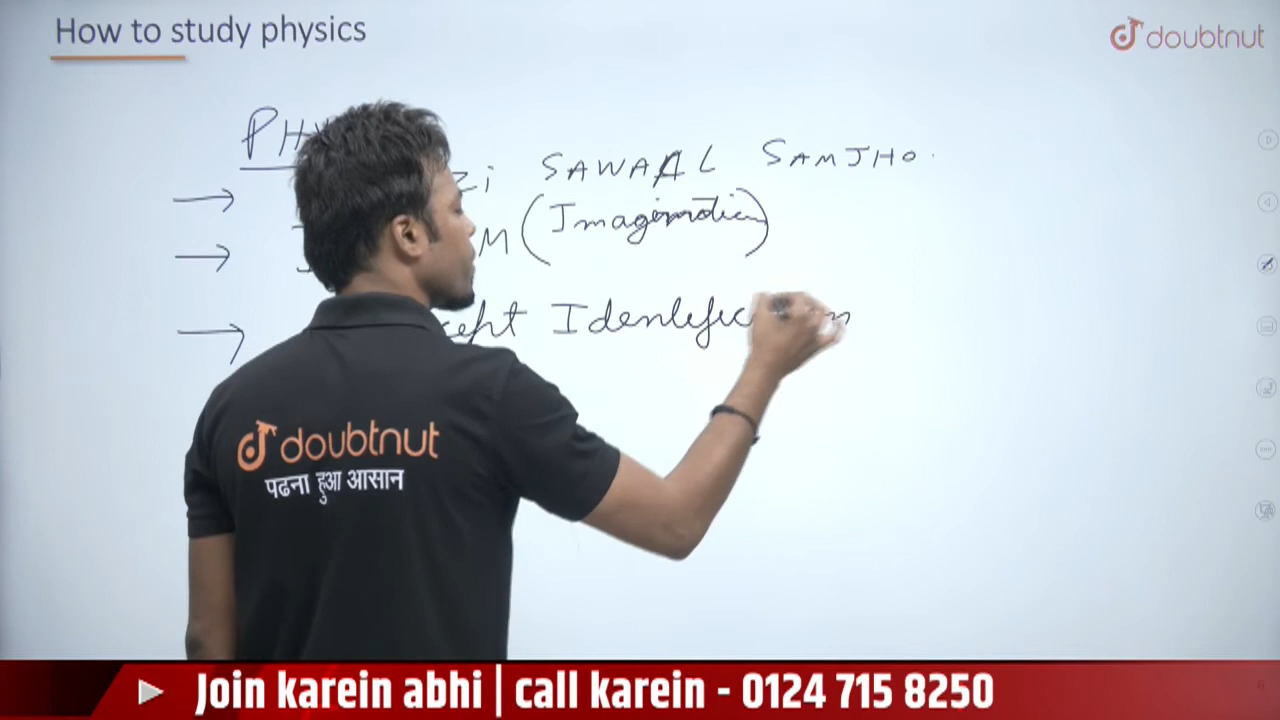 How to study physics
doubtnut
SAWAAL SAMJHO.
(Imagination)
Identification
doubtnut
पढना हुआ आसान
Join karein abhi | call karein - 0124 715 8250